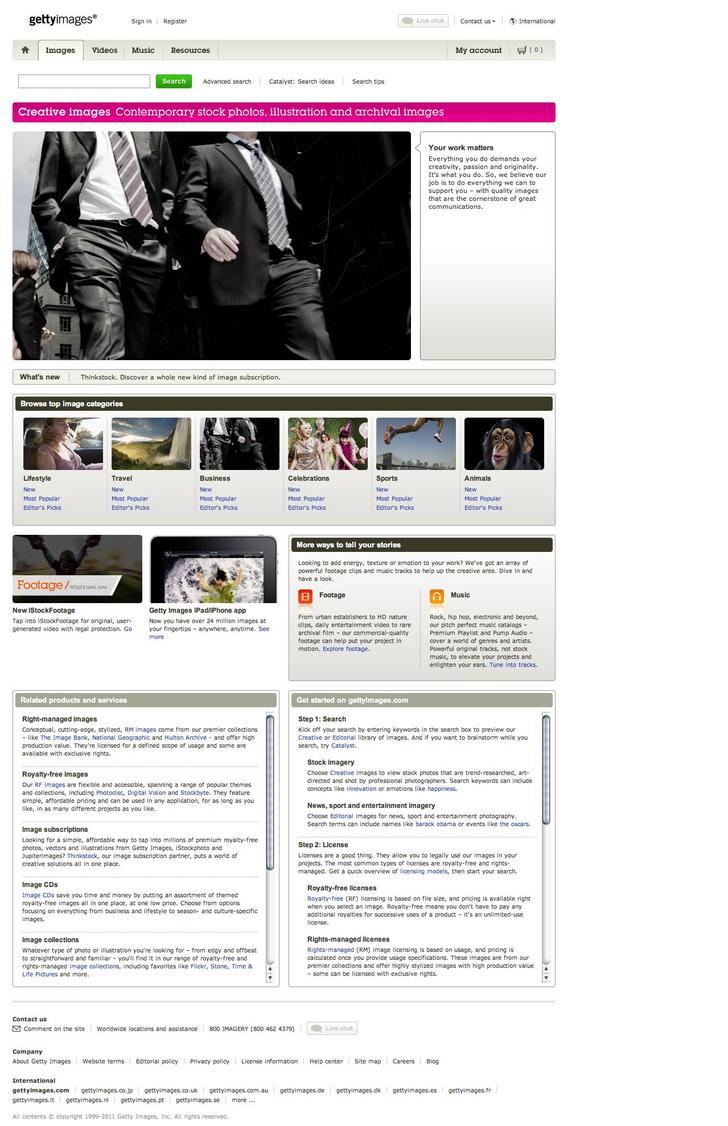 gettyimages®
Sign in
Register
Live chat
Contact us
International
Images
Videos
Music
Resources
My account
( 0 )
Search
Advanced search
Catalyst: Search ideas
Search tips
Creative images Contemporary stock photos, illustration and archival images
Your work matters
Everything you do demands your
creativity, passion and originality.
It's what you do. So, we believe our
job is to do everything we can to
support you – with quality images
that are the cornerstone of great
communications.
What's new
Thinkstock. Discover a whole new kind of image subscription.
Browse top image categories
Lifestyle
New
Most Popular
Editor's Picks
Travel
New
Most Popular
Editor's Picks
Business
New
Most Popular
Editor's Picks
Celebrations
New
Most Popular
Editor's Picks
Sports
New
Most Popular
Editor's Picks
Animals
New
Most Popular
Editor's Picks
Footage/What's new, now
New iStockFootage
Tap into iStockFootage for original, user-
generated video with legal protection. Go
Getty Images iPad/iPhone app
Now you have over 24 million images at
your fingertips – anywhere, anytime. See
more
More ways to tell your stories
Looking to add energy, texture or emotion to your work? We've got an array of
powerful footage clips and music tracks to help up the creative ante. Dive in and
have a look.
Footage
From urban establishers to HD nature
clips, daily entertainment video to rare
archival film – our commercial-quality
footage can help put your project in
motion. Explore footage.
Music
Rock, hip hop, electronic and beyond,
our pitch perfect music catalogs –
Premium Playlist and Pump Audio –
cover a world of genres and artists.
Powerful original tracks, not stock
music, to elevate your projects and
enlighten your ears. Tune into tracks.
Related products and services
Right-managed images
Conceptual, cutting-edge, stylized, RM images come from our premier collections
– like The Image Bank, National Geographic and Hulton Archive - and offer high
production value. They're licensed for a defined scope of usage and some are
available with exclusive rights.
Royalty-free images
Our RF images are flexible and accessible, spanning a range of popular themes
and collections, including Photodisc, Digital Vision and Stockbyte. They feature
simple, affordable pricing and can be used in any application, for as long as you
like, in as many different projects as you like.
Image subscriptions
Looking for a simple, affordable way to tap into millions of premium royalty-free
photos, vectors and illustrations from Getty Images, iStockphoto and
Jupiterimages? Thinkstock, our image subscription partner, puts a world of
creative solutions all in one place.
Image CDs
Image CDs save you time and money by putting an assortment of themed
royalty-free images all in one place, at one low price. Choose from options
focusing on everything from business and lifestyle to season- and culture-specific
images.
Image collections
Whatever type of photo or illustration you're looking for – from edgy and offbeat
to straightforward and familiar – you'll find it in our range of royalty-free and
rights-managed image collections, including favorites like Flickr, Stone, Time &
Life Pictures and more.
Get started on gettyimages.com
Step 1: Search
Kick off your search by entering keywords in the search box to preview our
Creative or Editorial library of images. And if you want to brainstorm while you
search, try Catalyst.
Stock imagery
Choose Creative images to view stock photos that are trend-researched, art-
directed and shot by professional photographers. Search keywords can include
concepts like innovation or emotions like happiness.
News, sport and entertainment imagery
Choose Editorial images for news, sport and entertainment photography.
Search terms can include names like barack obama or events like the oscars.
Step 2: License
Licenses are a good thing. They allow you to legally use our images in your
projects. The most common types of licenses are royalty-free and rights-
managed. Get a quick overview of licensing models, then start your search.
Royalty-free licenses
Royalty-free (RF) licensing is based on file size, and pricing is available right
when you select an image. Royalty-free means you don't have to pay any
additional royalties for successive uses of a product – it's an unlimited-use
license.
Rights-managed licenses
Rights-managed (RM) image licensing is based on usage, and pricing is
calculated once you provide usage specifications. These images are from our
premier collections and offer highly stylized images with high production value
– some can be licensed with exclusive rights.
Contact us
Comment on the site
Worldwide locations and assistance
800 IMAGERY (800 462 4379)
Live chat
Company
About Getty Images
Website terms
Editorial policy
Privacy policy
License information
Help center
Site map
Careers
Blog
International
gettyimages.com
gettyimages.co.jp
gettyimages.co.uk
gettyimages.com.au
gettyimages.de
gettyimages.dk
gettyimages.es
gettyimages.fr
gettyimages.it
gettyimages.nl
gettyimages.pt
gettyimages.se
more ...
All contents © copyright 1999-2011 Getty Images, Inc. All rights reserved.